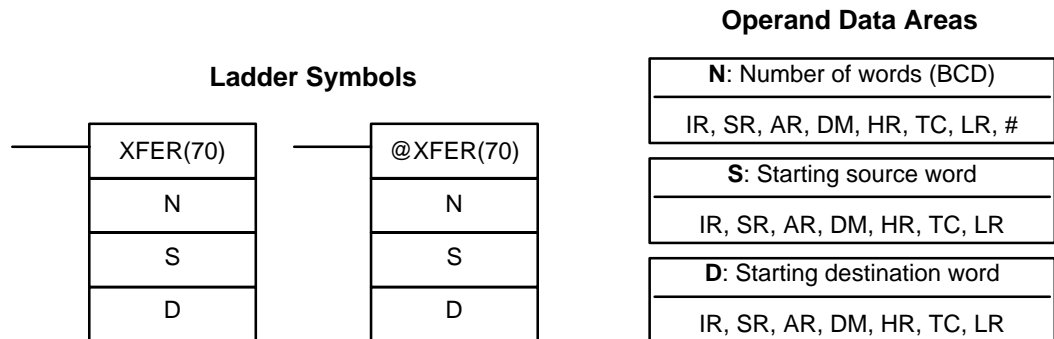 Ladder Symbols
XFER(70)
N
S
D
@XFER(70)
N
S
D
Operand Data Areas
N: Number of words (BCD)
IR, SR, AR, DM, HR, TC, LR, #
S: Starting source word
IR, SR, AR, DM, HR, TC, LR
D: Starting destination word
IR, SR, AR, DM, HR, TC, LR